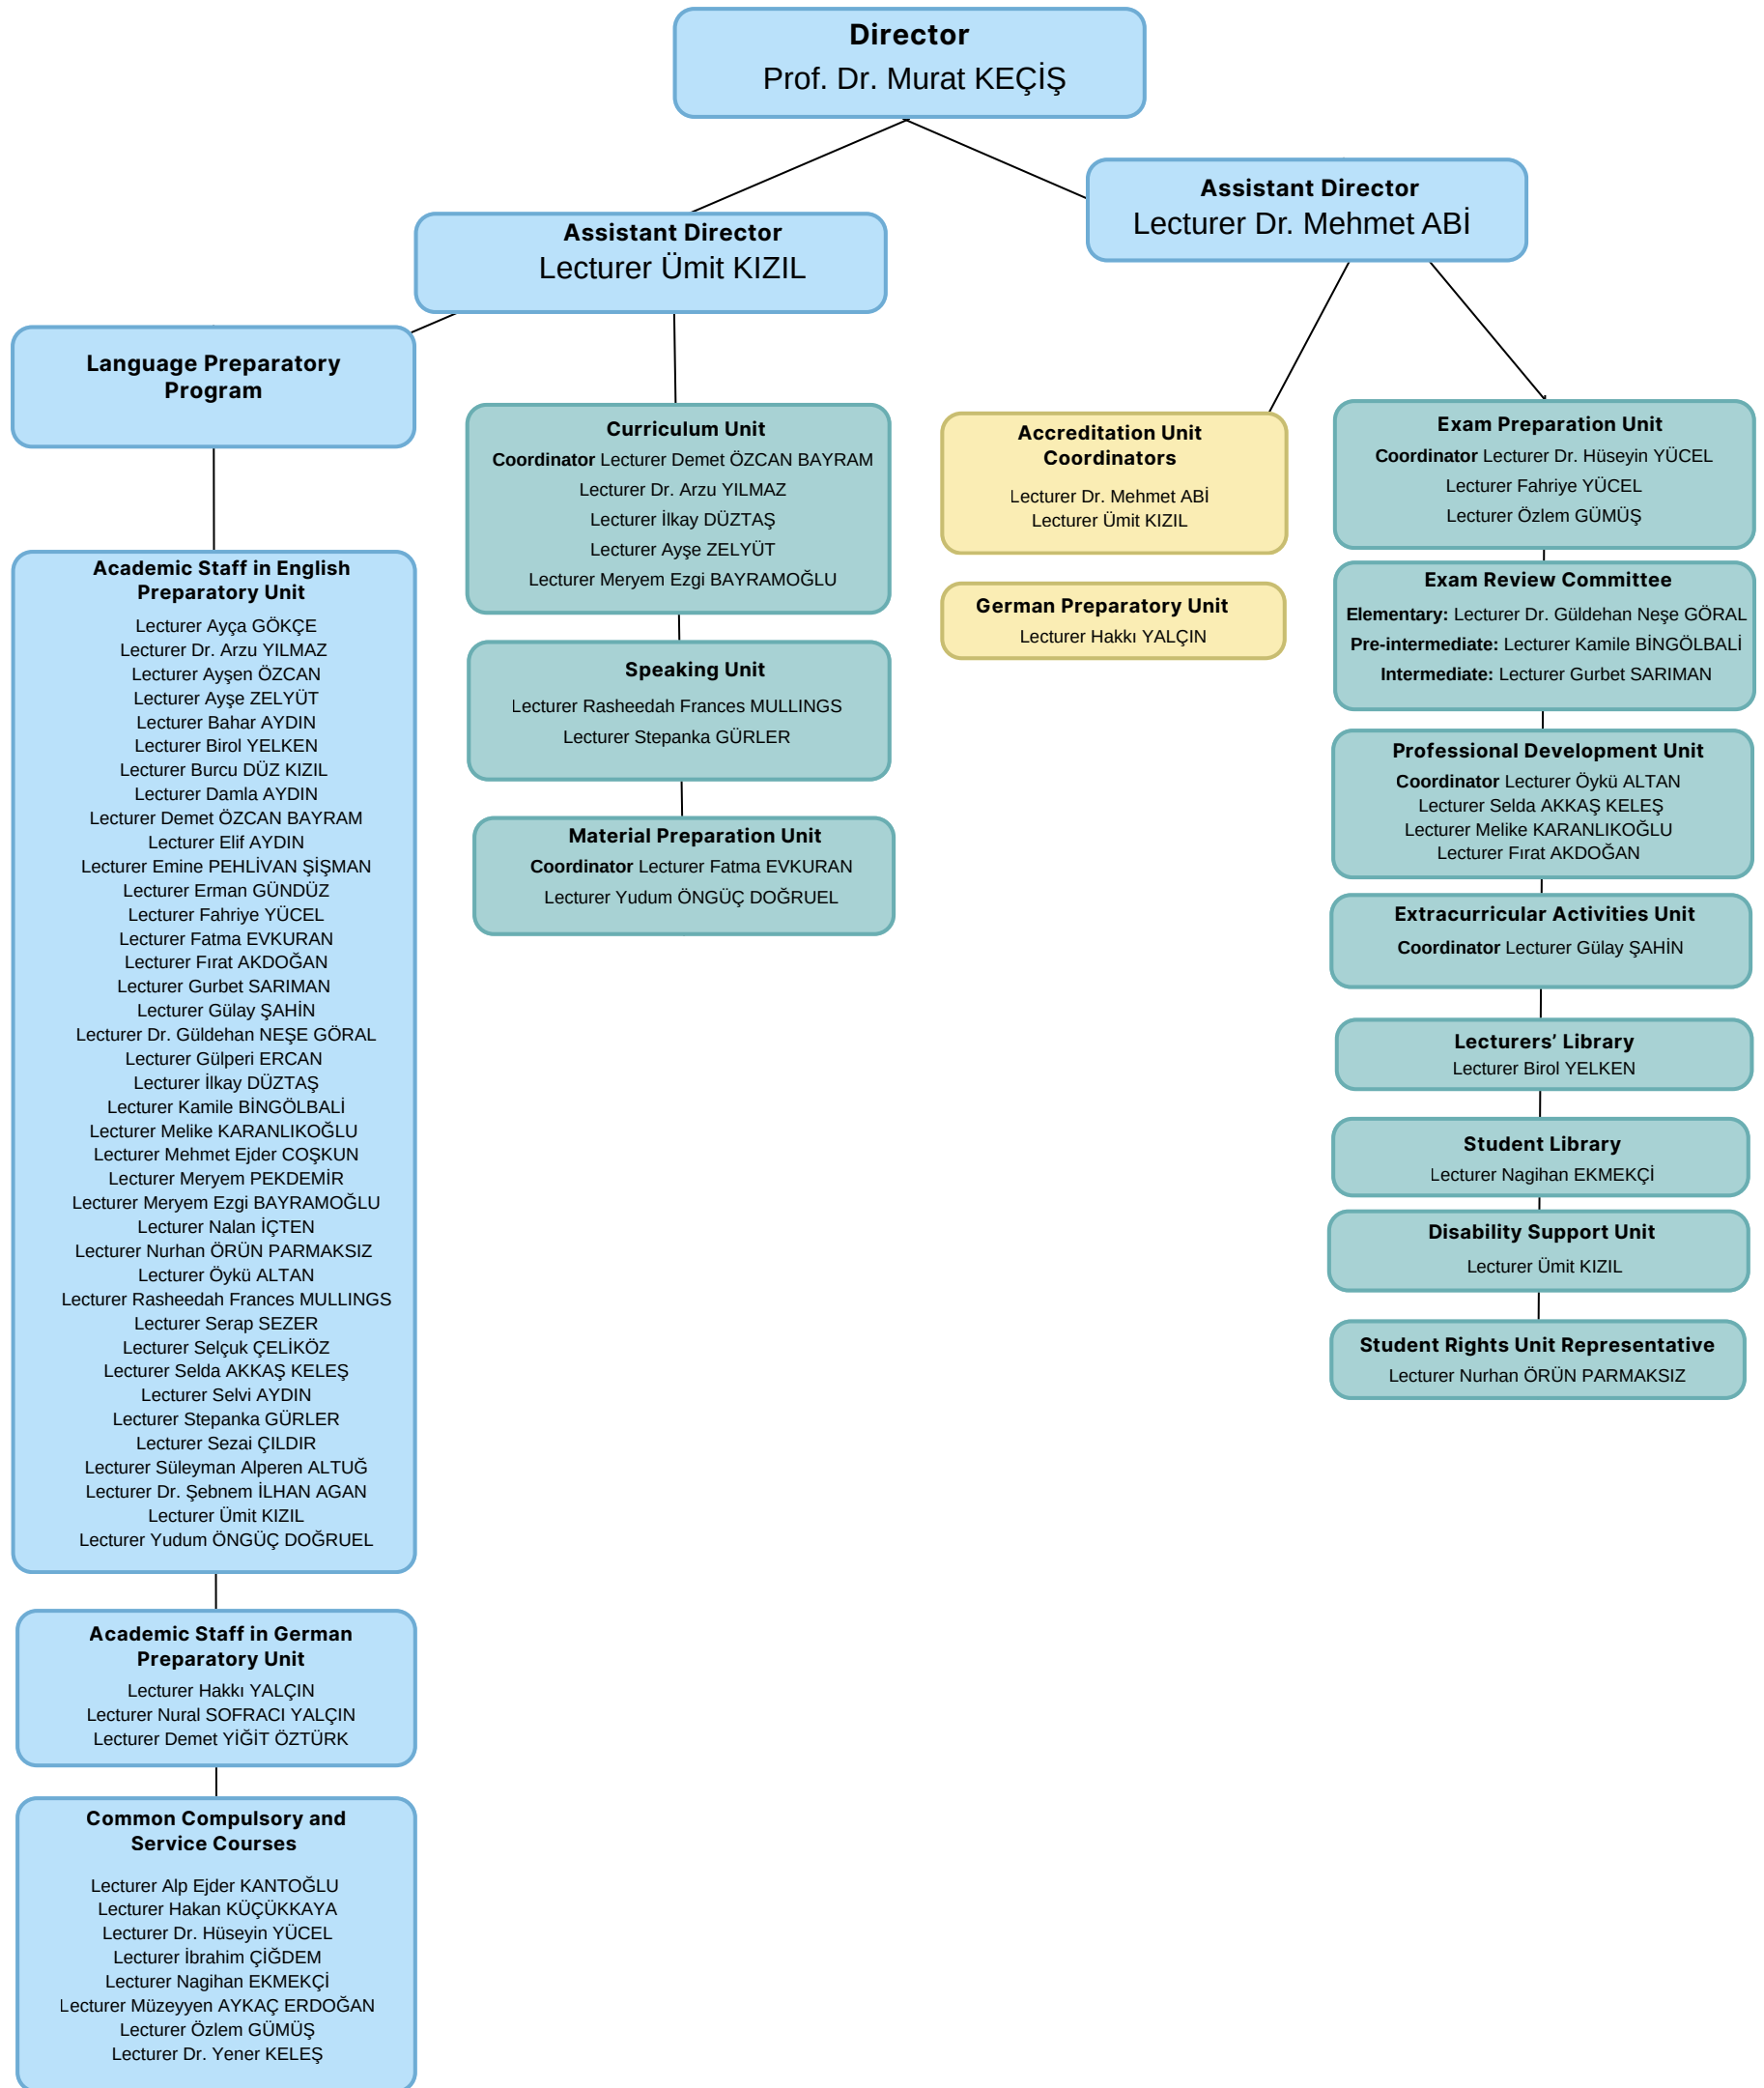 Director
Prof. Dr. Murat KEÇİŞ
Assistant Director
Lecturer Ümit KIZIL
Assistant Director
Lecturer Dr. Mehmet ABİ
Language Preparatory
Program
Academic Staff in English
Preparatory Unit
Lecturer Ayça GÖKÇE
Lecturer Dr. Arzu YILMAZ
Lecturer Ayşen ÖZCAN
Lecturer Ayşe ZELYÜT
Lecturer Bahar AYDIN
Lecturer Birol YELKEN
Lecturer Burcu DÜZ KIZIL
Lecturer Damla AYDIN
Lecturer Demet ÖZCAN BAYRAM
Lecturer Elif AYDIN
Lecturer Emine PEHLİVAN ŞİŞMAN
Lecturer Erman GÜNDÜZ
Lecturer Fahriye YÜCEL
Lecturer Fatma EVKURAN
Lecturer Fırat AKDOĞAN
Lecturer Gurbet SARIMAN
Lecturer Gülay ŞAHİN
Lecturer Dr. Güldehan NEŞE GÖRAL
Lecturer Gülperi ERCAN
Lecturer İlkay DÜZTAŞ
Lecturer Kamile BİNGÖLBALİ
Lecturer Melike KARANLIKOĞLU
Lecturer Mehmet Ejder COŞKUN
Lecturer Meryem PEKDEMİR
Lecturer Meryem Ezgi BAYRAMOĞLU
Lecturer Nalan İÇTEN
Lecturer Nurhan ÖRÜN PARMAKSIZ
Lecturer Öykü ALTAN
Lecturer Rasheedah Frances MULLINGS
Lecturer Serap SEZER
Lecturer Selçuk ÇELİKÖZ
Lecturer Selda AKKAŞ KELEŞ
Lecturer Selvi AYDIN
Lecturer Stepanka GÜRLER
Lecturer Sezai ÇILDIR
Lecturer Süleyman Alperen ALTUĞ
Lecturer Dr. Şebnem İLHAN AGAN
Lecturer Ümit KIZIL
Lecturer Yudum ÖNGÜÇ DOĞRUEL
Academic Staff in German
Preparatory Unit
Lecturer Hakkı YALÇIN
Lecturer Nural SOFRACI YALÇIN
Lecturer Demet YİĞİT ÖZTÜRK
Common Compulsory and
Service Courses
Lecturer Alp Ejder KANTOĞLU
Lecturer Hakan KÜÇÜKKAYA
Lecturer Dr. Hüseyin YÜCEL
Lecturer İbrahim ÇİĞDEM
Lecturer Nagihan EKMEKÇİ
Lecturer Müzeyyen AYKAÇ ERDOĞAN
Lecturer Özlem GÜMÜŞ
Lecturer Dr. Yener KELEŞ
Curriculum Unit
Coordinator Lecturer Demet ÖZCAN BAYRAM
Lecturer Dr. Arzu YILMAZ
Lecturer İlkay DÜZTAŞ
Lecturer Ayşe ZELYÜT
Lecturer Meryem Ezgi BAYRAMOĞLU
Speaking Unit
Lecturer Rasheedah Frances MULLINGS
Lecturer Stepanka GÜRLER
Material Preparation Unit
Coordinator Lecturer Fatma EVKURAN
Lecturer Yudum ÖNGÜÇ DOĞRUEL
Accreditation Unit
Coordinators
Lecturer Dr. Mehmet ABİ
Lecturer Ümit KIZIL
German Preparatory Unit
Lecturer Hakkı YALÇIN
Exam Preparation Unit
Coordinator Lecturer Dr. Hüseyin YÜCEL
Lecturer Fahriye YÜCEL
Lecturer Özlem GÜMÜŞ
Exam Review Committee
Elementary: Lecturer Dr. Güldehan Neşe GÖRAL
Pre-intermediate: Lecturer Kamile BİNGÖLBALİ
Intermediate: Lecturer Gurbet SARIMAN
Professional Development Unit
Coordinator Lecturer Öykü ALTAN
Lecturer Selda AKKAŞ KELEŞ
Lecturer Melike KARANLIKOĞLU
Lecturer Fırat AKDOĞAN
Extracurricular Activities Unit
Coordinator Lecturer Gülay ŞAHİN
Lecturers’ Library
Lecturer Birol YELKEN
Student Library
Lecturer Nagihan EKMEKÇİ
Disability Support Unit
Lecturer Ümit KIZIL
Student Rights Unit Representative
Lecturer Nurhan ÖRÜN PARMAKSIZ